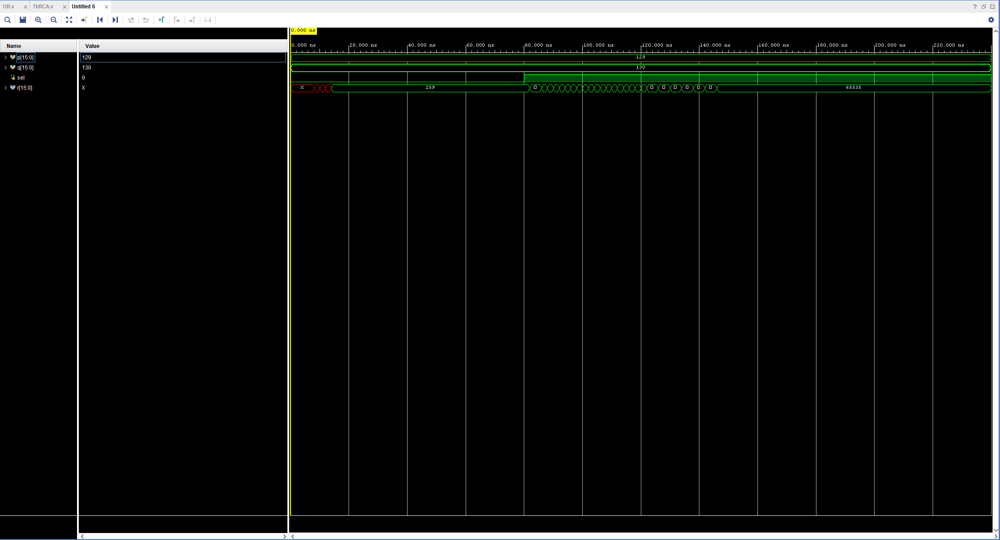 OR.v TbRCA.v Untitled 6
?
0.000 ns
Name Value
0.000 ns 20.000 ns 40.000 ns 60.000 ns 80.000 ns 100.000 ns 120.000 ns 140.000 ns 160.000 ns 180.000 ns 200.000 ns 220.000 ns
p[15:0] 129 129
q[15:0] 130 130
sel 0
r[15:0] X X 259 65535